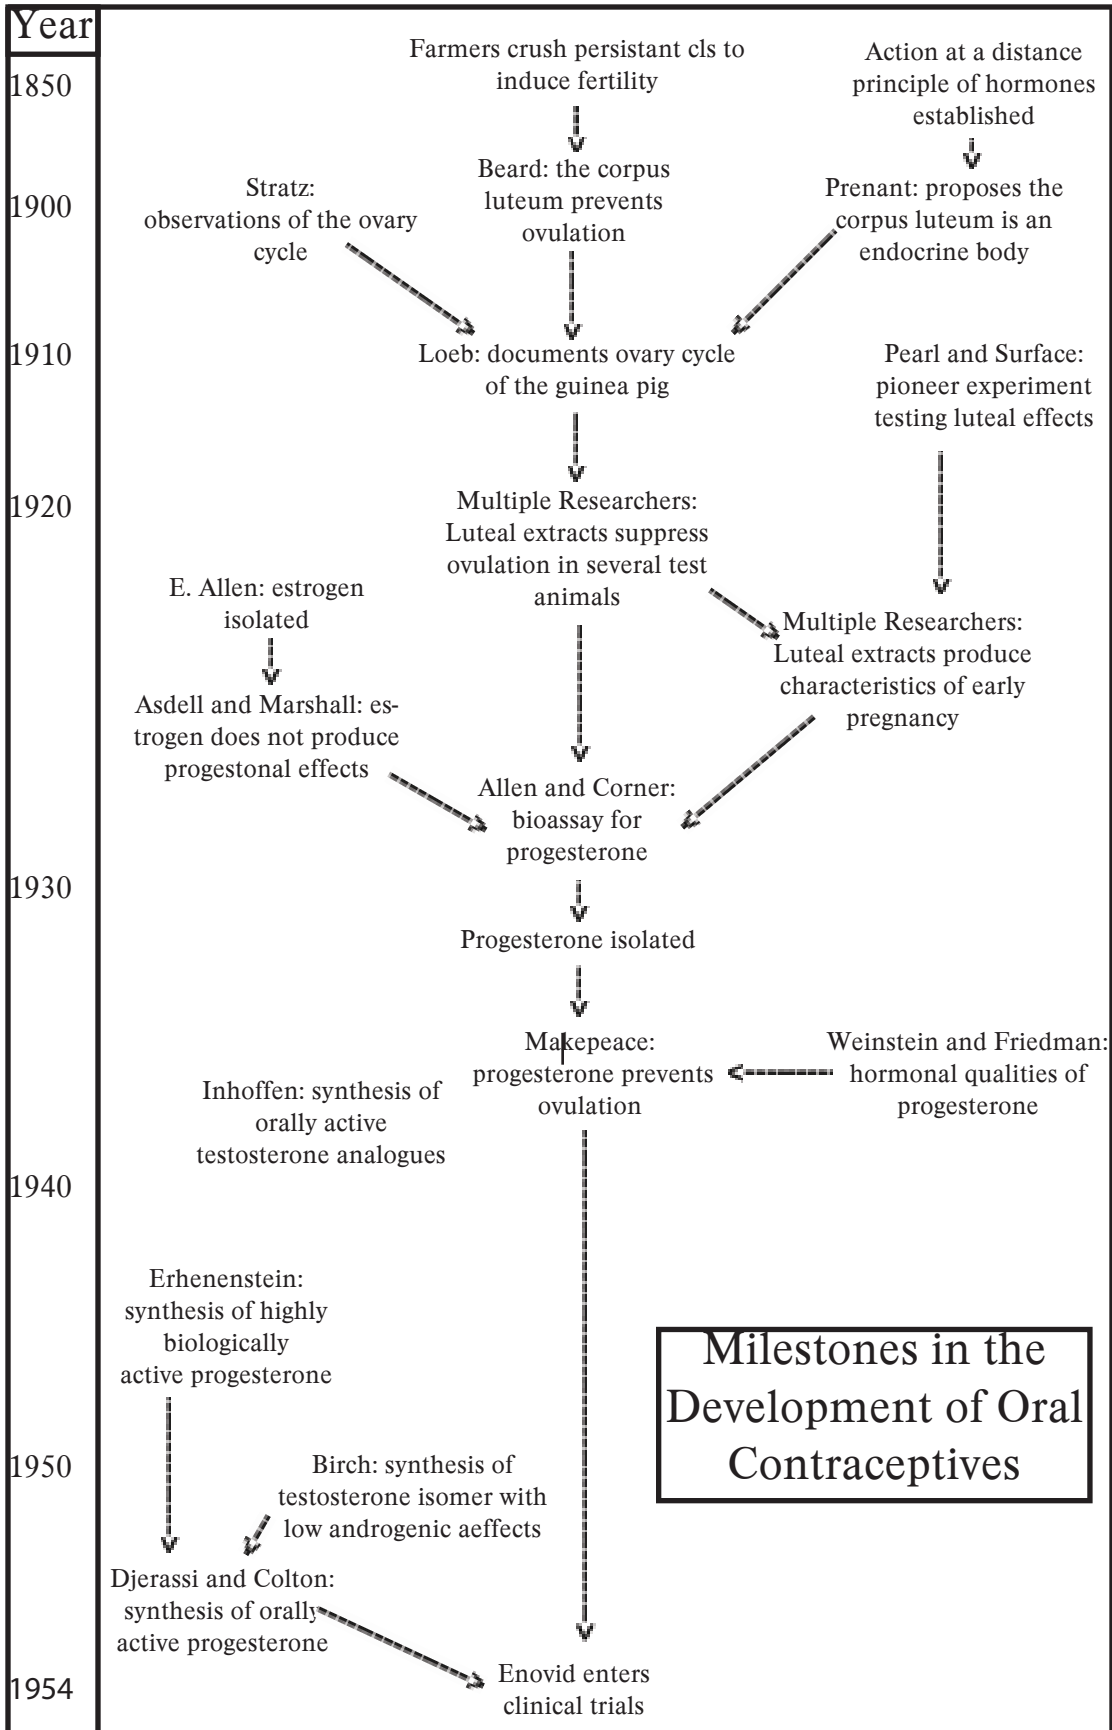 Year
1850
Farmers crush persistant cls to
induce fertility
Action at a distance
principle of hormones
established
1900
Stratz:
observations of the ovary
cycle
Beard: the corpus
luteum prevents
ovulation
Prenant: proposes the
corpus luteum is an
endocrine body
1910
Loeb: documents ovary cycle
of the guinea pig
Pearl and Surface:
pioneer experiment
testing luteal effects
1920
Multiple Researchers:
Luteal extracts suppress
ovulation in several test
animals
E. Allen: estrogen
isolated
Multiple Researchers:
Luteal extracts produce
characteristics of early
pregnancy
Asdell and Marshall: es-
trogen does not produce
progestonal effects
Allen and Corner:
bioassay for
progesterone
1930
Progesterone isolated
Makepeace:
progesterone prevents
ovulation
Weinstein and Friedman:
hormonal qualities of
progesterone
Inhoffen: synthesis of
orally active
testosterone analogues
1940
Erhenenstein:
synthesis of highly
biologically
active progesterone
Milestones in the
Development of Oral
Contraceptives
1950
Birch: synthesis of
testosterone isomer with
low androgenic aeffects
Djerassi and Colton:
synthesis of orally
active progesterone
1954
Enovid enters
clinical trials